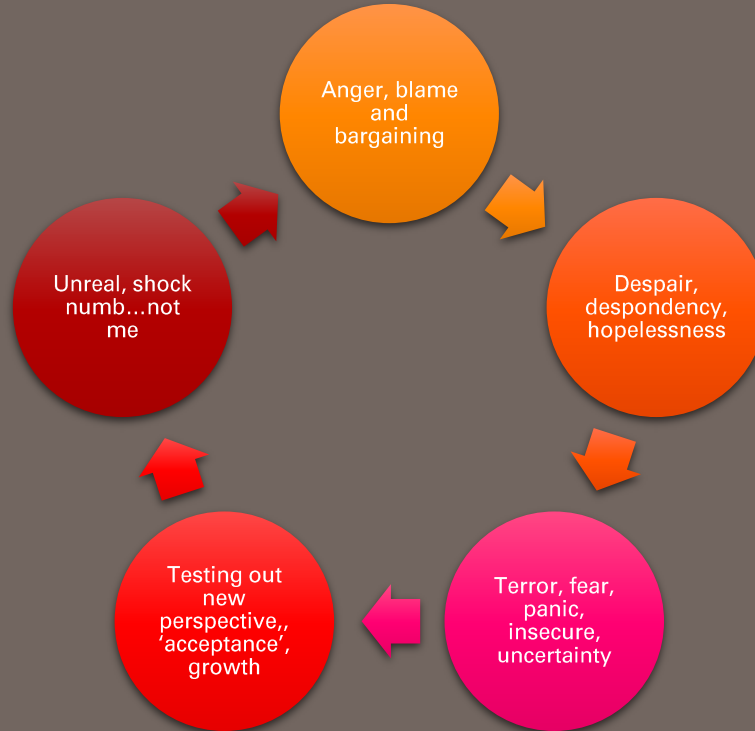 Anger, blame
and
bargaining
Despair,
despondency,
hopelessness
Terror, fear,
panic,
insecure,
uncertainty
Testing out
new
perspective,,
‘acceptance’,
growth
Unreal, shock
numb...not
me